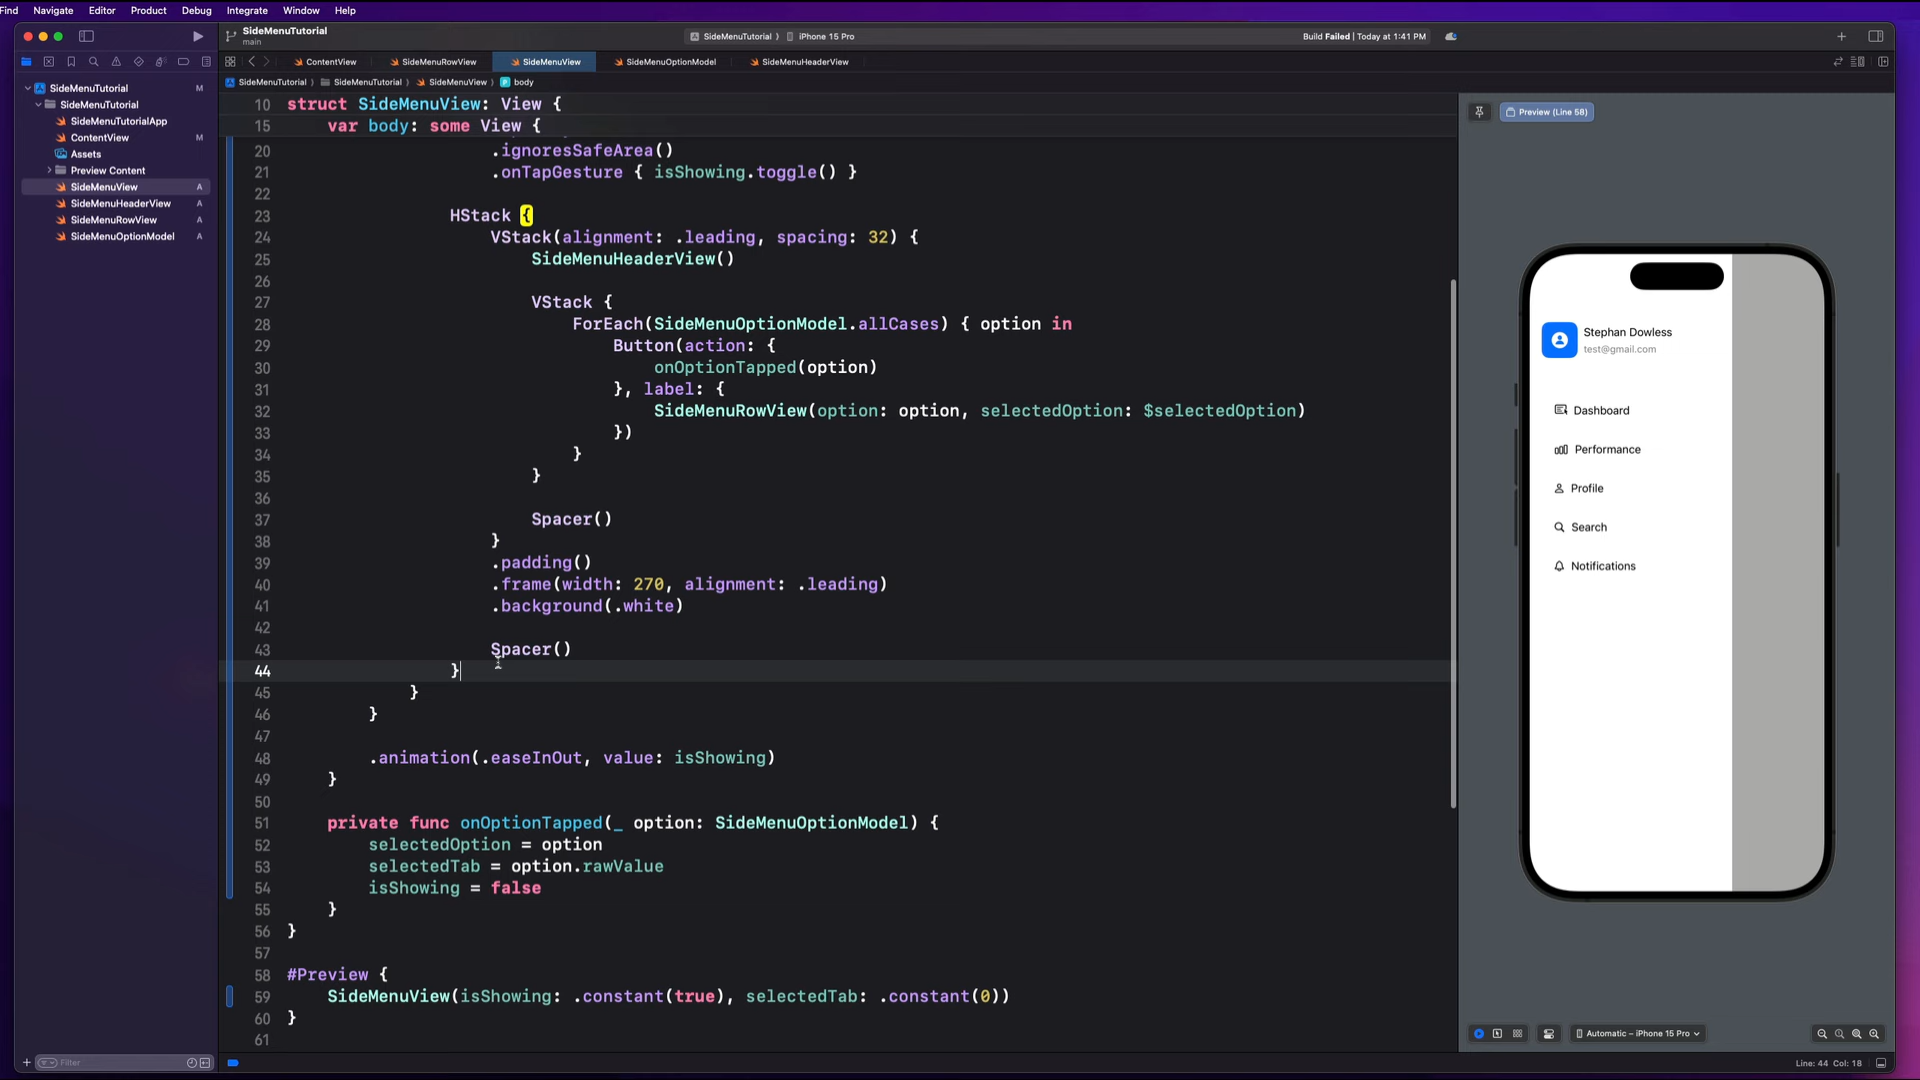 Find Navigate Editor Product Debug Integrate Window Help
SideMenuTutorial
main
SideMenuTutorial iPhone 15 Pro
Build Failed | Today at 1:41 PM
ContentView SideMenuRowView SideMenuView SideMenuOptionModel SideMenuHeaderView
SideMenuTutorial SideMenuTutorial SideMenuView body
SideMenuTutorial M
SideMenuTutorial
SideMenuTutorialApp
ContentView M
Assets
Preview Content
SideMenuView A
SideMenuHeaderView A
SideMenuRowView A
SideMenuOptionModel A
Filter
10 struct SideMenuView: View {
15 var body: some View {
20 .ignoresSafeArea()
21 .onTapGesture { isShowing.toggle() }
22
23 HStack {
24 VStack(alignment: .leading, spacing: 32) {
25 SideMenuHeaderView()
26
27 VStack {
28 ForEach(SideMenuOptionModel.allCases) { option in
29 Button(action: {
30 onOptionTapped(option)
31 }, label: {
32 SideMenuRowView(option: option, selectedOption: $selectedOption)
33 })
34 }
35 }
36
37 Spacer()
38 }
39 .padding()
40 .frame(width: 270, alignment: .leading)
41 .background(.white)
42
43 Spacer()
44 }
45 }
46 }
47
48 .animation(.easeInOut, value: isShowing)
49 }
50
51 private func onOptionTapped(_ option: SideMenuOptionModel) {
52 selectedOption = option
53 selectedTab = option.rawValue
54 isShowing = false
55 }
56 }
57
58 #Preview {
59 SideMenuView(isShowing: .constant(true), selectedTab: .constant(0))
60 }
61
Preview (Line 58)
Stephan Dowless
test@gmail.com
Dashboard
Performance
Profile
Search
Notifications
Automatic – iPhone 15 Pro
Line: 44 Col: 18